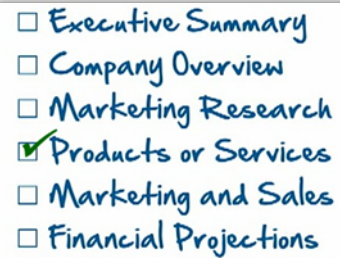 Executive Summary
Company Overview
Marketing Research
Products or Services
Marketing and Sales
Financial Projections